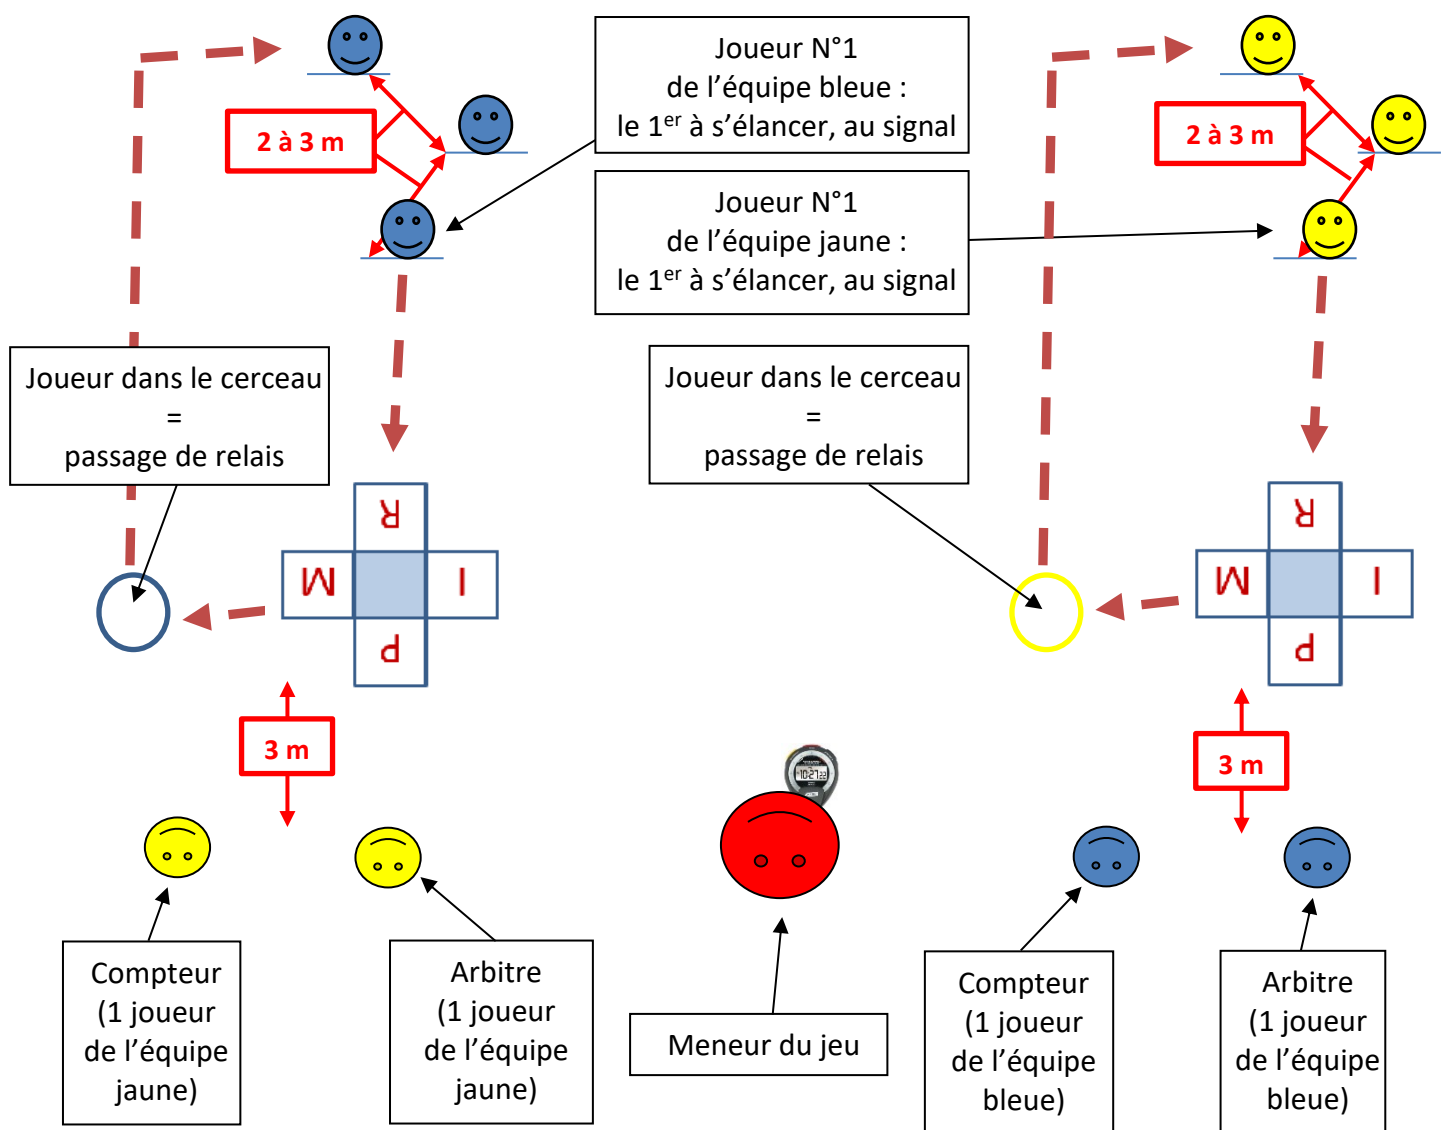 Joueur N°1
de l’équipe bleue :
le 1er à s’élancer, au signal
2 à 3 m
2 à 3 m
Joueur N°1
de l’équipe jaune :
le 1er à s’élancer, au signal
Joueur dans le cerceau
=
passage de relais
Joueur dans le cerceau
=
passage de relais
R
M
I
P
R
M
I
P
3 m
3 m
10:27 22
Compteur
(1 joueur
de l’équipe
jaune)
Arbitre
(1 joueur
de l’équipe
jaune)
Meneur du jeu
Compteur
(1 joueur
de l’équipe
bleue)
Arbitre
(1 joueur
de l’équipe
bleue)